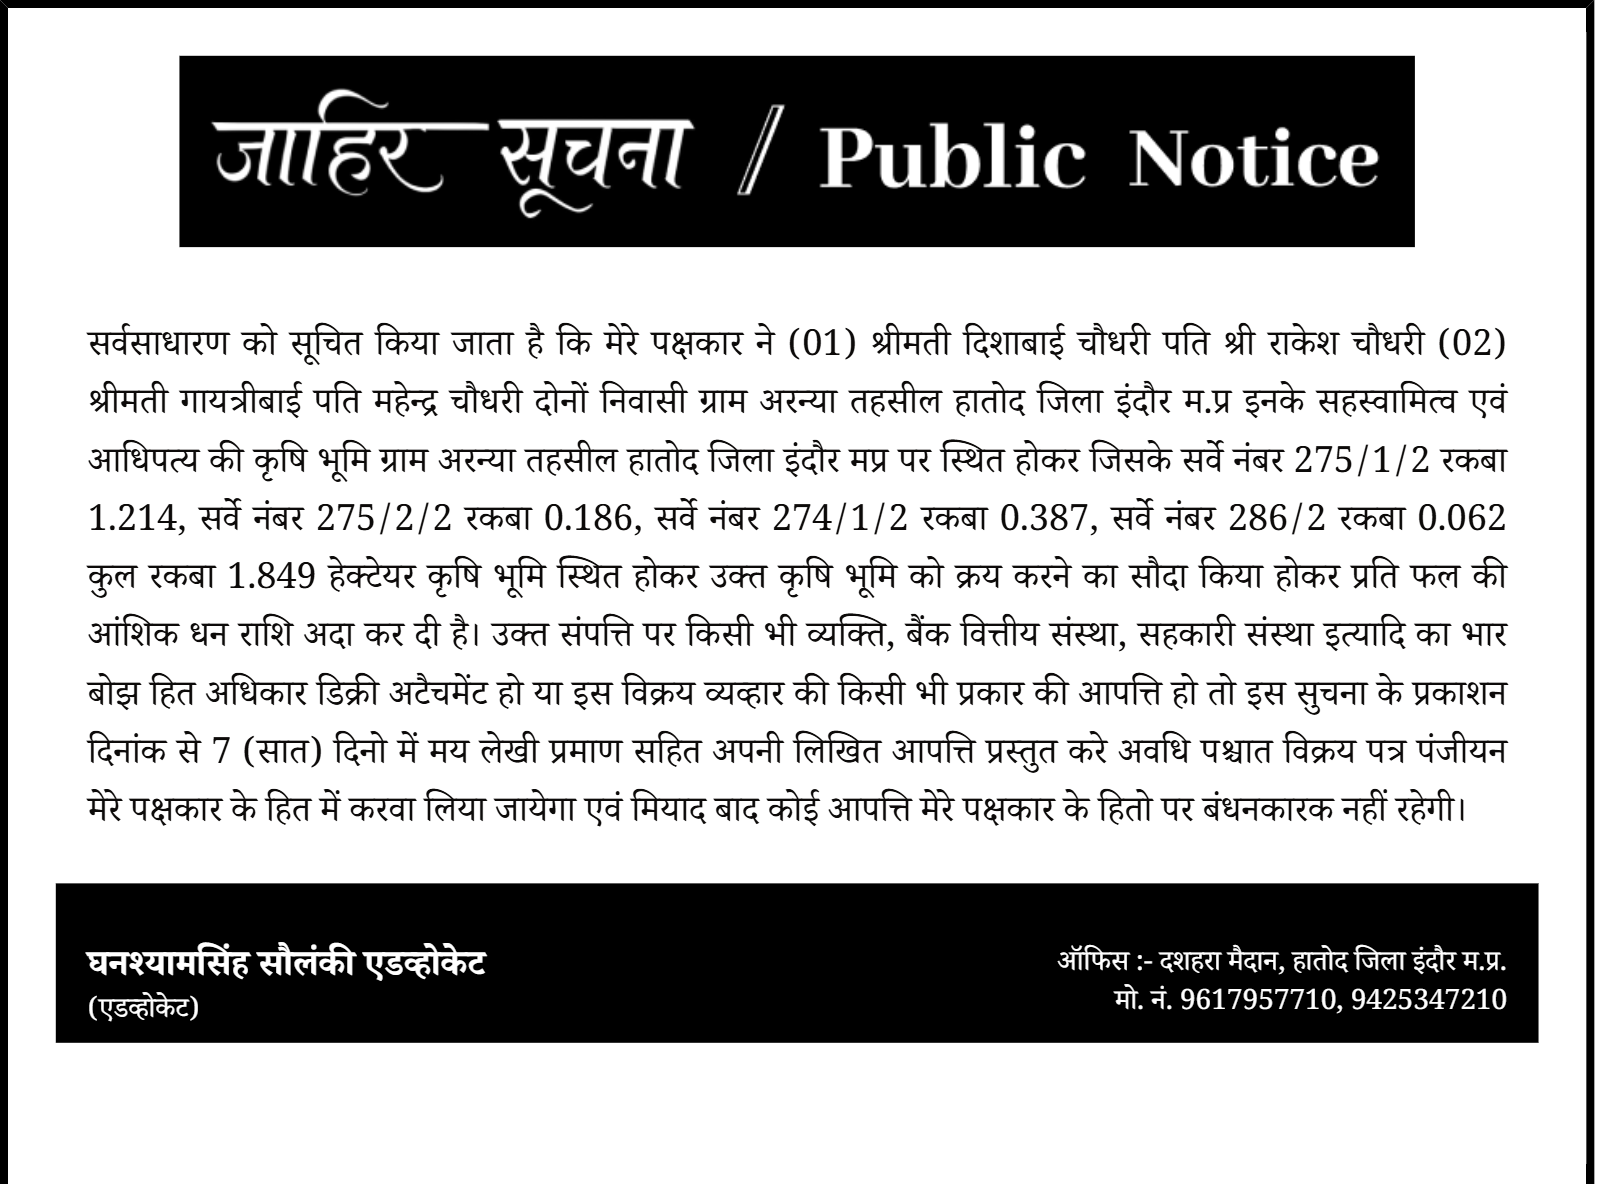 जाहिर सूचना // Public Notice
सर्वसाधारण को सूचित किया जाता है कि मेरे पक्षकार ने (01) श्रीमती दिशाबाई चौधरी पति श्री राकेश चौधरी (02)
श्रीमती गायत्रीबाई पति महेन्द्र चौधरी दोनों निवासी ग्राम अरन्या तहसील हातोद जिला इंदौर म.प्र इनके सहस्वामित्व एवं
आधिपत्य की कृषि भूमि ग्राम अरन्या तहसील हातोद जिला इंदौर मप्र पर स्थित होकर जिसके सर्वे नंबर 275/1/2 रकबा
1.214, सर्वे नंबर 275/2/2 रकबा 0.186, सर्वे नंबर 274/1/2 रकबा 0.387, सर्वे नंबर 286/2 रकबा 0.062
कुल रकबा 1.849 हेक्टेयर कृषि भूमि स्थित होकर उक्त कृषि भूमि को क्रय करने का सौदा किया होकर प्रति फल की
आंशिक धन राशि अदा कर दी है। उक्त संपत्ति पर किसी भी व्यक्ति, बैंक वित्तीय संस्था, सहकारी संस्था इत्यादि का भार
बोझ हित अधिकार डिक्री अटैचमेंट हो या इस विक्रय व्यव्हार की किसी भी प्रकार की आपत्ति हो तो इस सुचना के प्रकाशन
दिनांक से 7 (सात) दिनो में मय लेखी प्रमाण सहित अपनी लिखित आपत्ति प्रस्तुत करे अवधि पश्चात विक्रय पत्र पंजीयन
मेरे पक्षकार के हित में करवा लिया जायेगा एवं मियाद बाद कोई आपत्ति मेरे पक्षकार के हितो पर बंधनकारक नहीं रहेगी।
घनश्यामसिंह सौलंकी एडव्होकेट
(एडव्होकेट)
ऑफिस :- दशहरा मैदान, हातोद जिला इंदौर म.प्र.
मो. नं. 9617957710, 9425347210